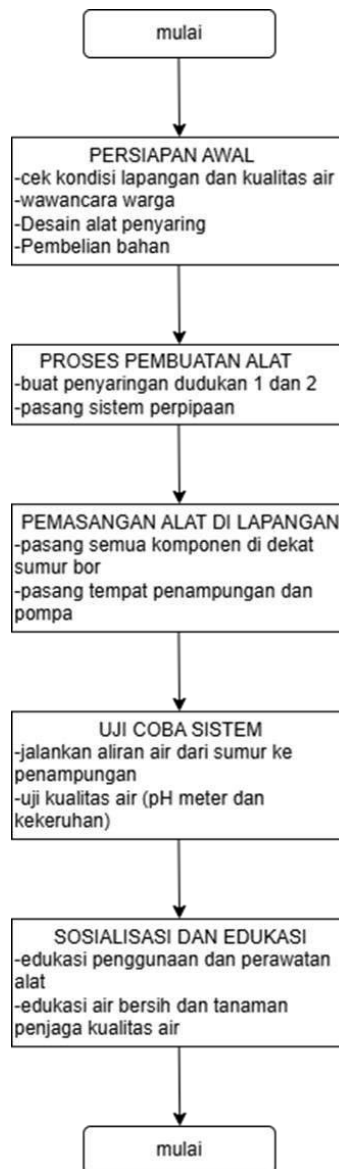 mulai
PERSIAPAN AWAL
-cek kondisi lapangan dan kualitas air
-wawancara warga
-Desain alat penyaring
-Pembelian bahan
PROSES PEMBUATAN ALAT
-buat penyaringan dudukan 1 dan 2
-pasang sistem perpipaan
PEMASANGAN ALAT DI LAPANGAN
-pasang semua komponen di dekat
sumur bor
-pasang tempat penampungan dan
pompa
UJI COBA SISTEM
-jalankan aliran air dari sumur ke
penampungan
-uji kualitas air (pH meter dan
kekeruhan)
SOSIALISASI DAN EDUKASI
-edukasi penggunaan dan perawatan
alat
-edukasi air bersih dan tanaman
penjaga kualitas air
mulai